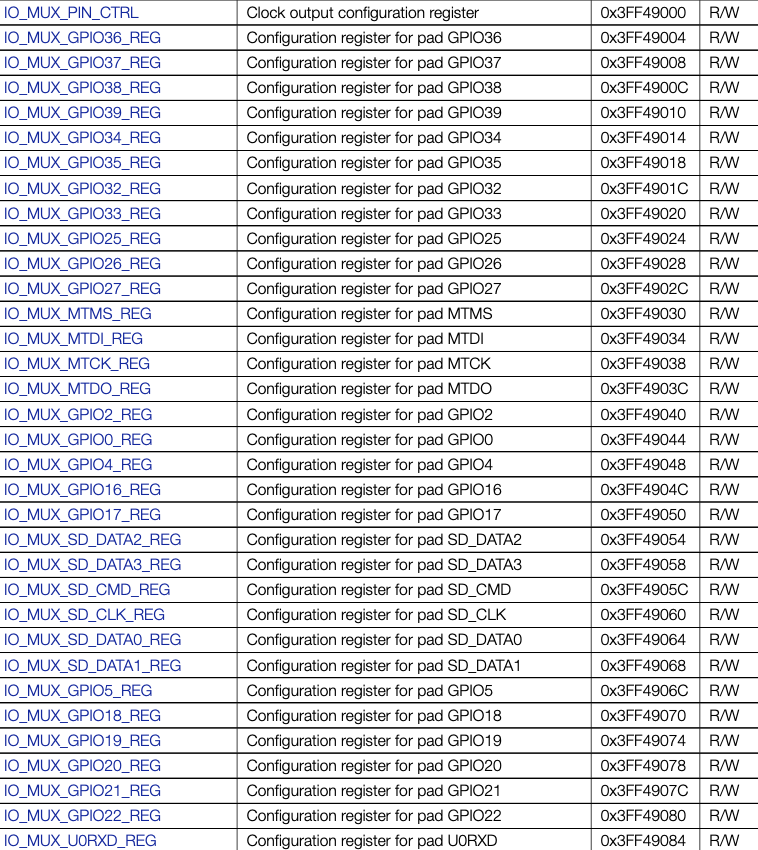 IO_MUX_PIN_CTRL Clock output configuration register 0x3FF49000 R/W
IO_MUX_GPIO36_REG Configuration register for pad GPIO36 0x3FF49004 R/W
IO_MUX_GPIO37_REG Configuration register for pad GPIO37 0x3FF49008 R/W
IO_MUX_GPIO38_REG Configuration register for pad GPIO38 0x3FF4900C R/W
IO_MUX_GPIO39_REG Configuration register for pad GPIO39 0x3FF49010 R/W
IO_MUX_GPIO34_REG Configuration register for pad GPIO34 0x3FF49014 R/W
IO_MUX_GPIO35_REG Configuration register for pad GPIO35 0x3FF49018 R/W
IO_MUX_GPIO32_REG Configuration register for pad GPIO32 0x3FF4901C R/W
IO_MUX_GPIO33_REG Configuration register for pad GPIO33 0x3FF49020 R/W
IO_MUX_GPIO25_REG Configuration register for pad GPIO25 0x3FF49024 R/W
IO_MUX_GPIO26_REG Configuration register for pad GPIO26 0x3FF49028 R/W
IO_MUX_GPIO27_REG Configuration register for pad GPIO27 0x3FF4902C R/W
IO_MUX_MTMS_REG Configuration register for pad MTMS 0x3FF49030 R/W
IO_MUX_MTDI_REG Configuration register for pad MTDI 0x3FF49034 R/W
IO_MUX_MTCK_REG Configuration register for pad MTCK 0x3FF49038 R/W
IO_MUX_MTDO_REG Configuration register for pad MTDO 0x3FF4903C R/W
IO_MUX_GPIO2_REG Configuration register for pad GPIO2 0x3FF49040 R/W
IO_MUX_GPIO0_REG Configuration register for pad GPIO0 0x3FF49044 R/W
IO_MUX_GPIO4_REG Configuration register for pad GPIO4 0x3FF49048 R/W
IO_MUX_GPIO16_REG Configuration register for pad GPIO16 0x3FF4904C R/W
IO_MUX_GPIO17_REG Configuration register for pad GPIO17 0x3FF49050 R/W
IO_MUX_SD_DATA2_REG Configuration register for pad SD_DATA2 0x3FF49054 R/W
IO_MUX_SD_DATA3_REG Configuration register for pad SD_DATA3 0x3FF49058 R/W
IO_MUX_SD_CMD_REG Configuration register for pad SD_CMD 0x3FF4905C R/W
IO_MUX_SD_CLK_REG Configuration register for pad SD_CLK 0x3FF49060 R/W
IO_MUX_SD_DATA0_REG Configuration register for pad SD_DATA0 0x3FF49064 R/W
IO_MUX_SD_DATA1_REG Configuration register for pad SD_DATA1 0x3FF49068 R/W
IO_MUX_GPIO5_REG Configuration register for pad GPIO5 0x3FF4906C R/W
IO_MUX_GPIO18_REG Configuration register for pad GPIO18 0x3FF49070 R/W
IO_MUX_GPIO19_REG Configuration register for pad GPIO19 0x3FF49074 R/W
IO_MUX_GPIO20_REG Configuration register for pad GPIO20 0x3FF49078 R/W
IO_MUX_GPIO21_REG Configuration register for pad GPIO21 0x3FF4907C R/W
IO_MUX_GPIO22_REG Configuration register for pad GPIO22 0x3FF49080 R/W
IO_MUX_U0RXD_REG Configuration register for pad U0RXD 0x3FF49084 R/W